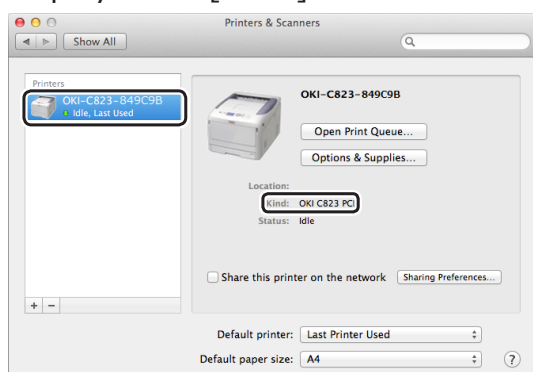 Printers & Scanners
Show All
Printers
OKI-C823-849C9B
Idle, Last Used
OKI-C823-849C9B
Open Print Queue...
Options & Supplies...
Location:
Kind: OKI C823 PCL
Status: Idle
Share this printer on the network Sharing Preferences...
+ −
Default printer: Last Printer Used
Default paper size: A4 ?